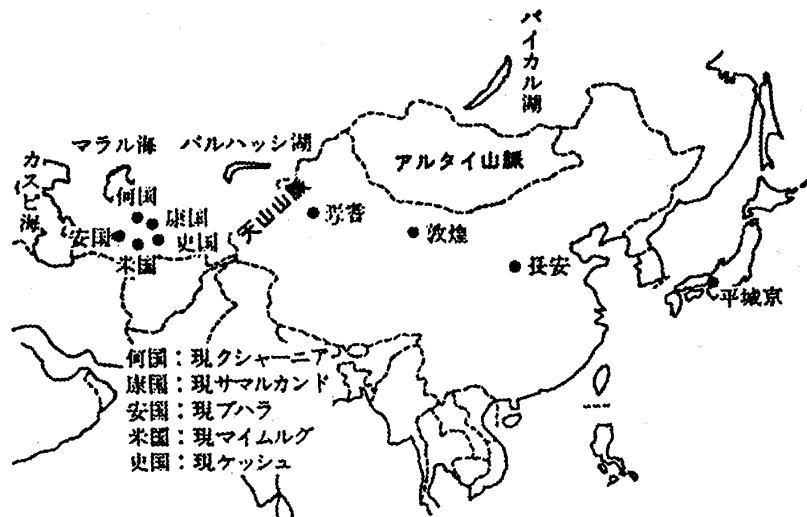 バイカル湖
マラル海
バルハッシ湖
アルタイ山脈
カスピ海
何国
康国
安国
史国
米国
天山山脈
敦煌
長安
平城京
何国：現クシャーニア
康国：現サマルカンド
安国：現ブハラ
米国：現マイムルグ
史国：現ケッシュ